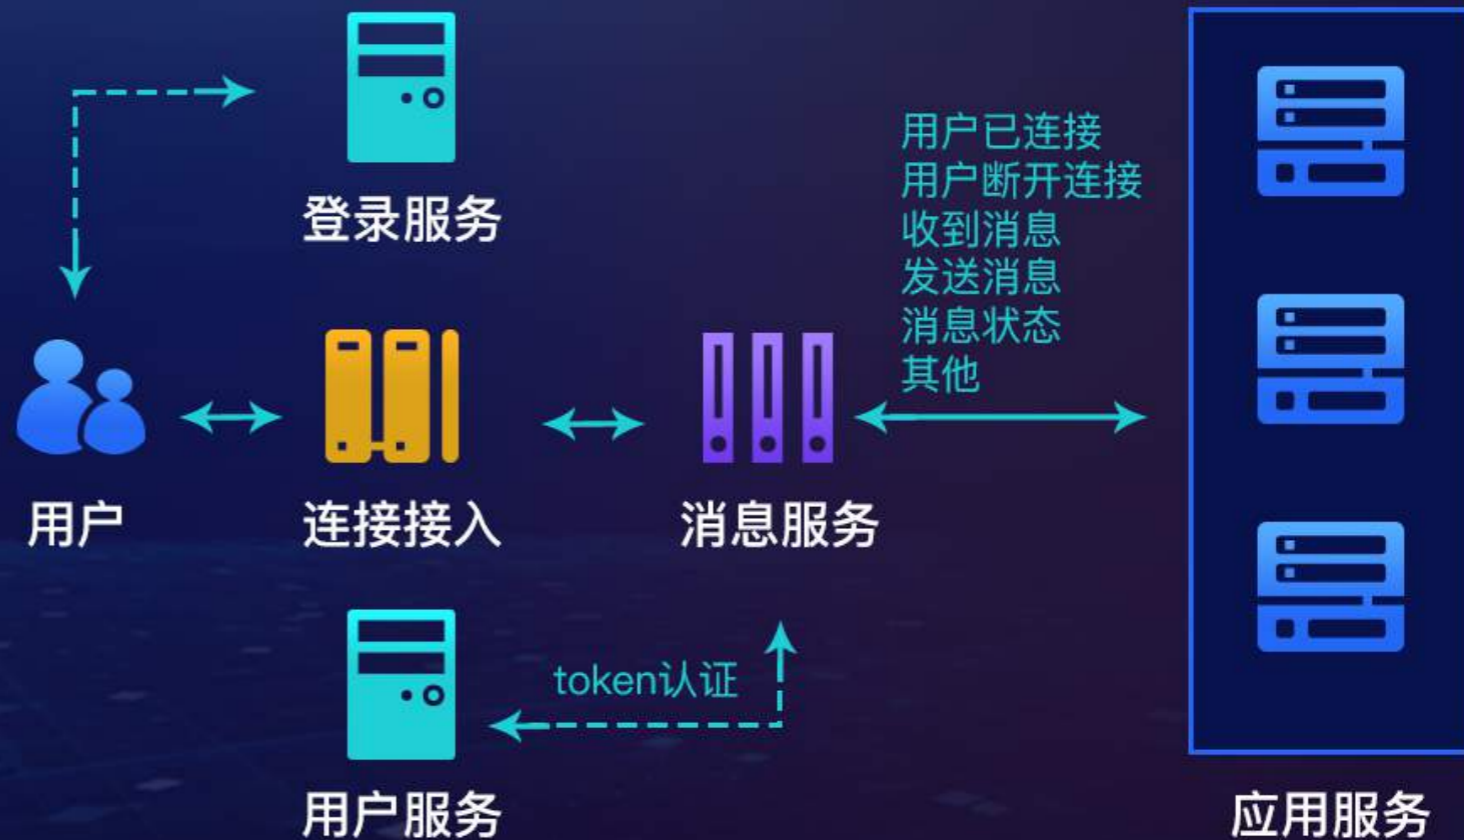 登录服务
用户已连接
用户断开连接
收到消息
发送消息
消息状态
其他
用户
连接接入
消息服务
token认证
用户服务
应用服务